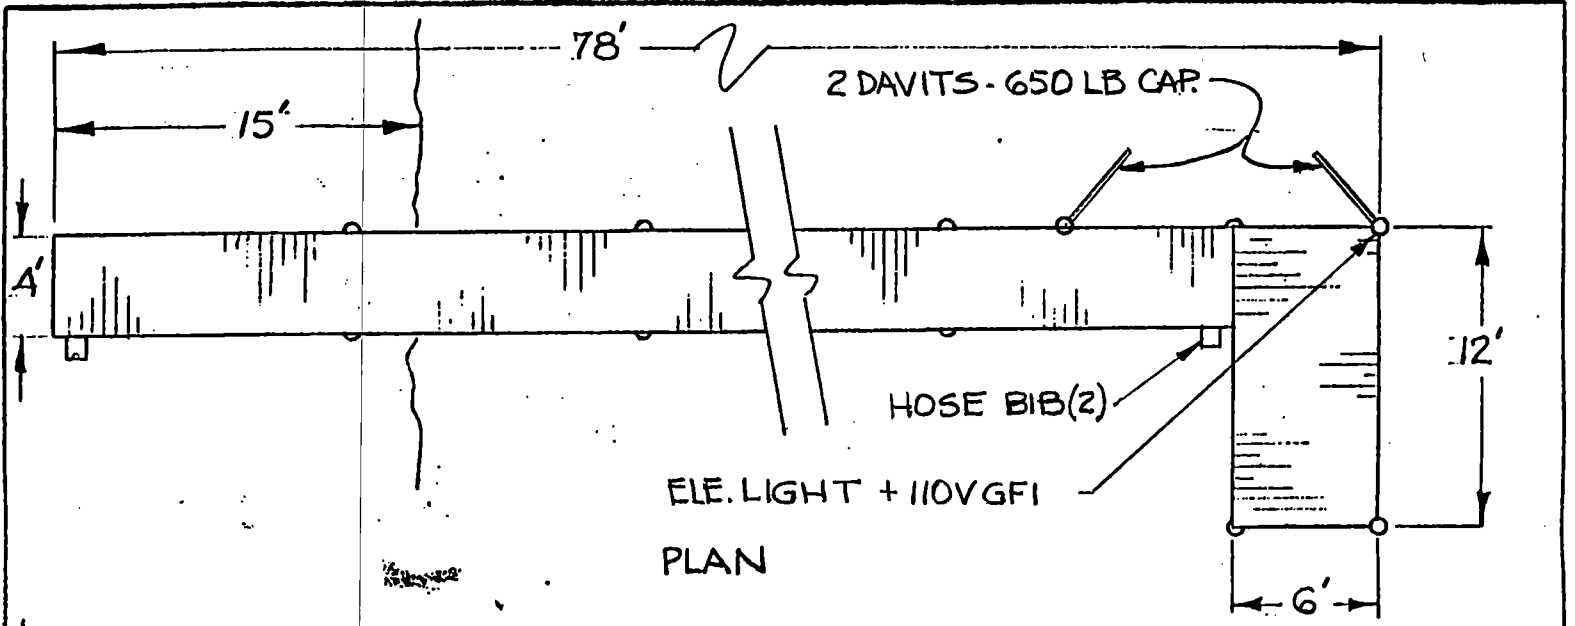 78'
2 DAVITS - 650 LB CAP.
15'
4'
12'
HOSE BIB(2)
ELE. LIGHT + 110V GFI
PLAN
6'